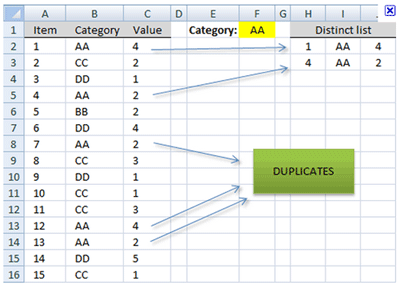 A B C D E F G H I J
1 Item Category Value Category: AA Distinct list
2 1 AA 4 1 AA 4
3 2 CC 2 4 AA 2
4 3 DD 1
5 4 AA 2
6 5 BB 2
7 6 DD 4
8 7 AA 2
9 8 CC 3
10 9 DD 1
DUPLICATES
11 10 CC 1
12 11 CC 3
13 12 AA 4
14 13 AA 2
15 14 DD 5
16 15 CC 1